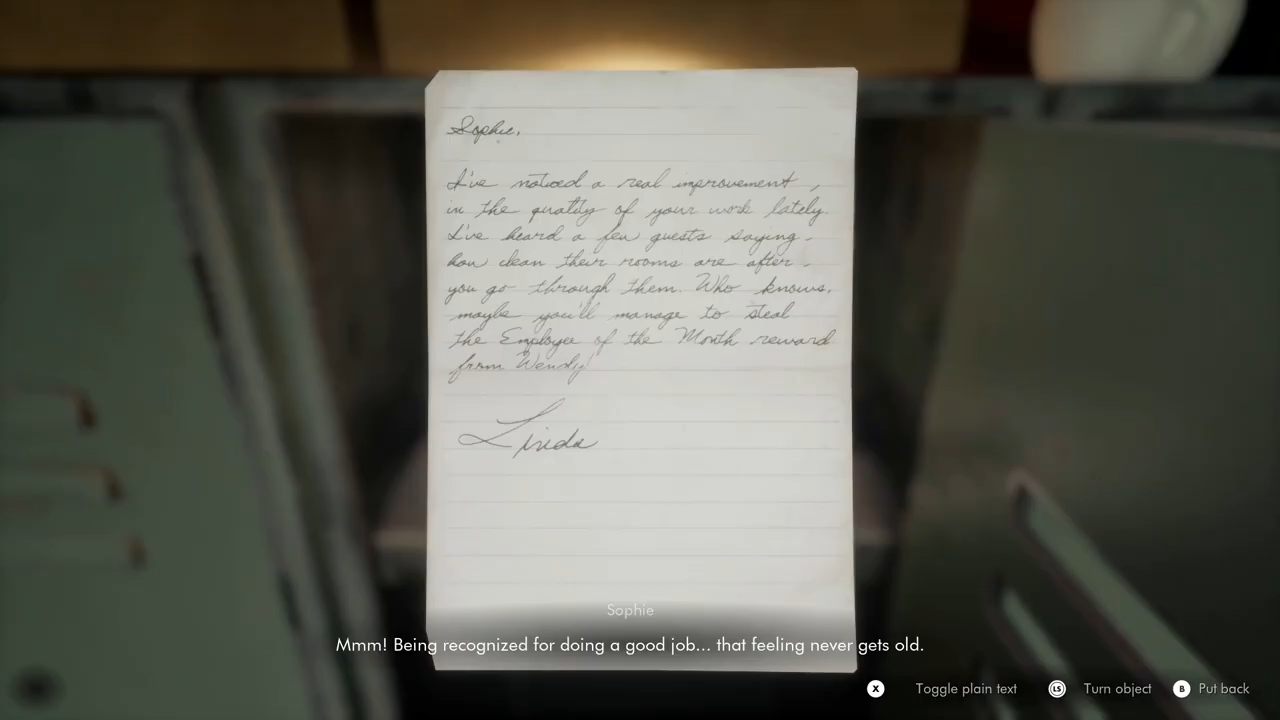 Sophie,
I've noticed a real improvement
in the quality of your work lately.
I've heard a few guests saying
how clean their rooms are after
you go through them. Who knows,
maybe you'll manage to steal
the Employee of the Month reward
from Wendy!
Linda
Sophie
Mmm! Being recognized for doing a good job... that feeling never gets old.
X Toggle plain text LS Turn object B Put back